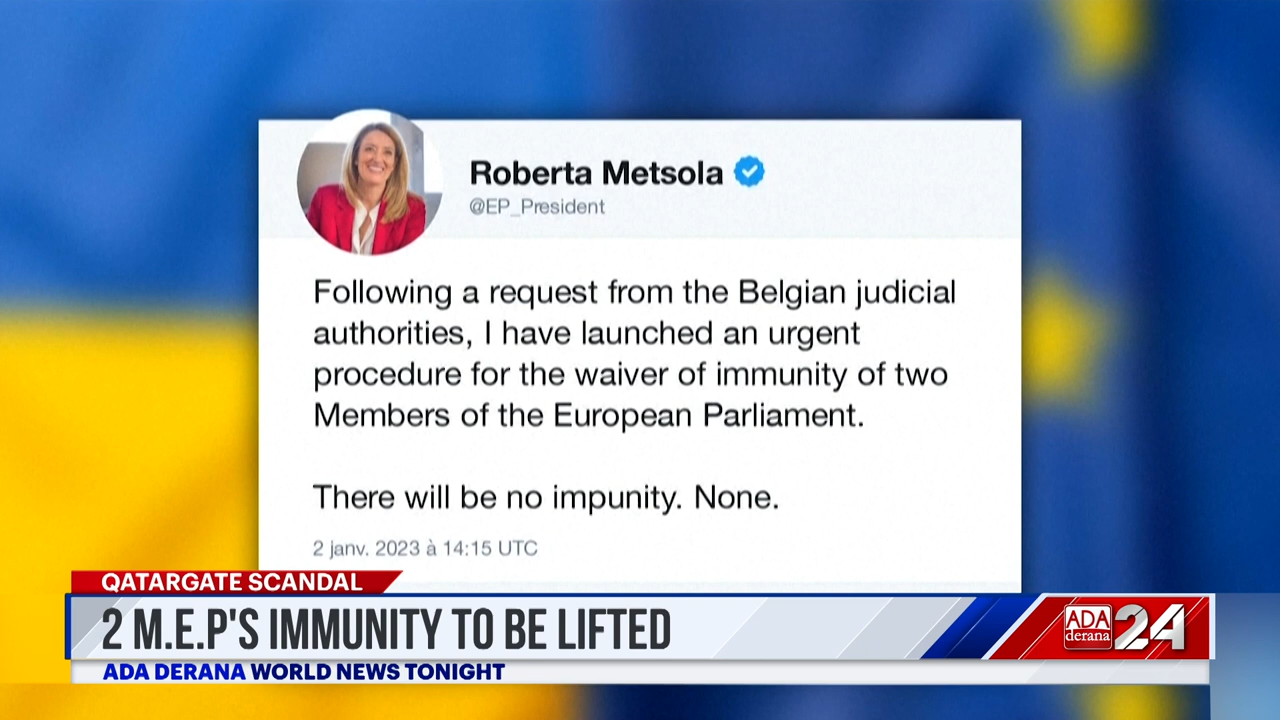 Roberta Metsola
@EP_President
Following a request from the Belgian judicial
authorities, I have launched an urgent
procedure for the waiver of immunity of two
Members of the European Parliament.
There will be no impunity. None.
2 janv. 2023 à 14:15 UTC
QATARGATE SCANDAL
2 M.E.P'S IMMUNITY TO BE LIFTED
ADA DERANA WORLD NEWS TONIGHT
ADA
derana
24